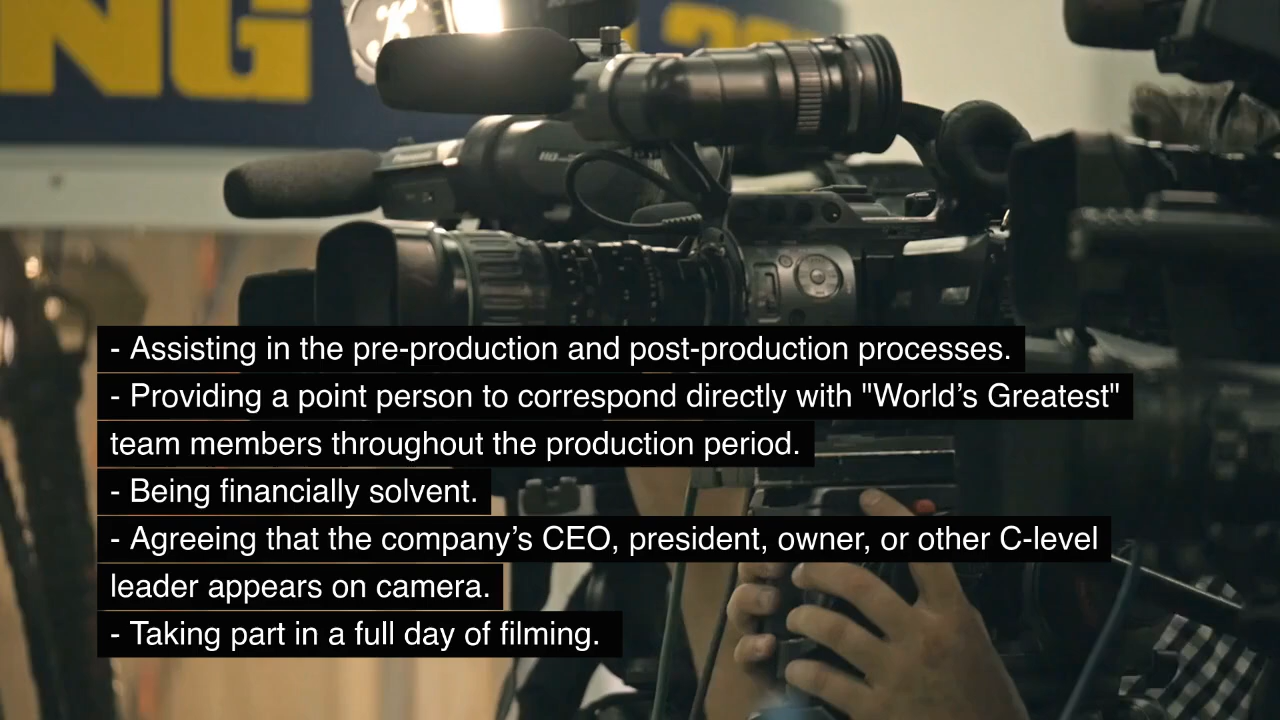 NG
- Assisting in the pre-production and post-production processes.
- Providing a point person to correspond directly with "World’s Greatest"
team members throughout the production period.
- Being financially solvent.
- Agreeing that the company’s CEO, president, owner, or other C-level
leader appears on camera.
- Taking part in a full day of filming.